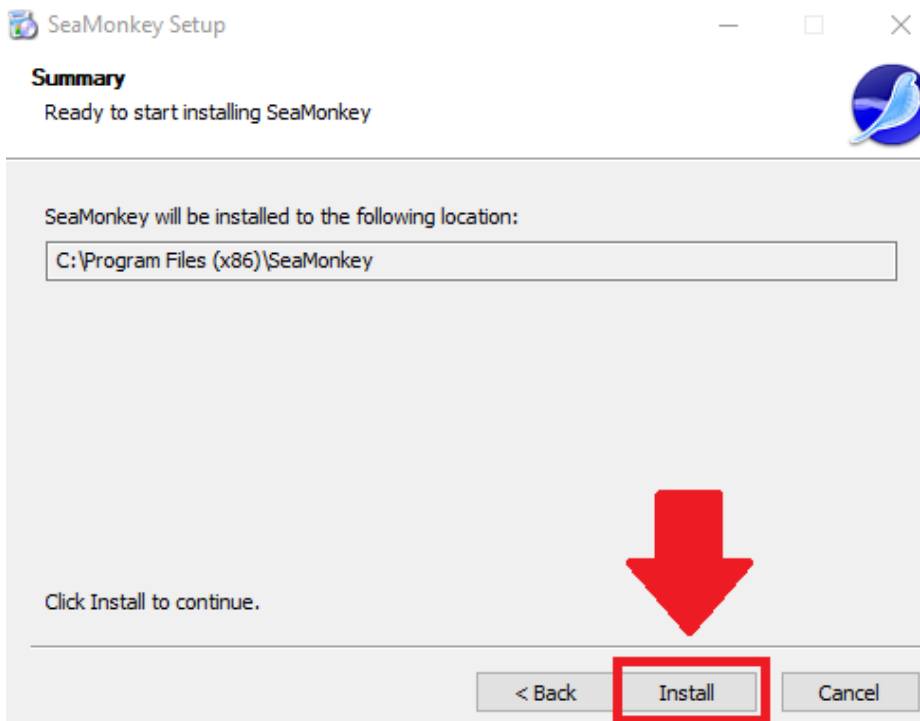 SeaMonkey Setup
Summary
Ready to start installing SeaMonkey
SeaMonkey will be installed to the following location:
C:\Program Files (x86)\SeaMonkey
Click Install to continue.
< Back Install Cancel